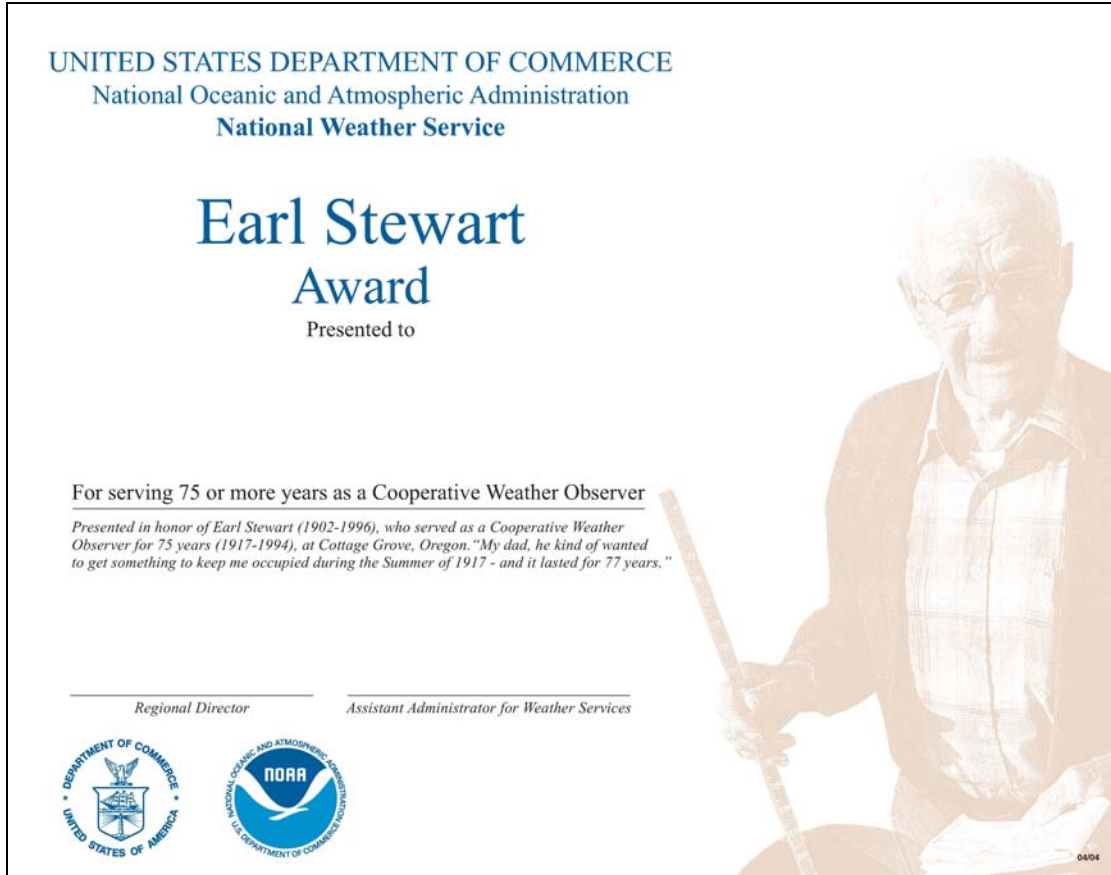 UNITED STATES DEPARTMENT OF COMMERCE
National Oceanic and Atmospheric Administration
National Weather Service
Earl Stewart
Award
Presented to
For serving 75 or more years as a Cooperative Weather Observer
Presented in honor of Earl Stewart (1902-1996), who served as a Cooperative Weather
Observer for 75 years (1917-1994), at Cottage Grove, Oregon. “My dad, he kind of wanted
to get something to keep me occupied during the Summer of 1917 - and it lasted for 77 years.”
Regional Director
Assistant Administrator for Weather Services
DEPARTMENT OF COMMERCE
UNITED STATES OF AMERICA
NATIONAL OCEANIC AND ATMOSPHERIC ADMINISTRATION
NOAA
U.S. DEPARTMENT OF COMMERCE
04/04